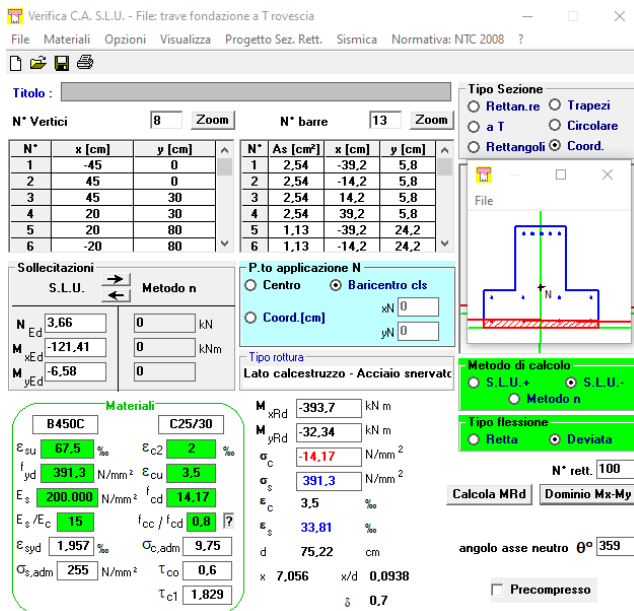 Verifica C.A. S.L.U. - File: trave fondazione a T rovescia
File Materiali Opzioni Visualizza Progetto Sez. Rett. Sismica Normativa: NTC 2008 ?
Titolo :
N° Vertici 8 Zoom N° barre 13 Zoom
N° x [cm] y [cm]
1 -45 0
2 45 0
3 45 30
4 20 30
5 20 80
6 -20 80
N° As [cm²] x [cm] y [cm]
1 2,54 -39,2 5,8
2 2,54 -14,2 5,8
3 2,54 14,2 5,8
4 2,54 39,2 5,8
5 1,13 -39,2 24,2
6 1,13 -14,2 24,2
Tipo Sezione
Rettan.re Trapezi
a T Circolare
Rettangoli Coord.
File
N
Sollecitazioni
S.L.U. Metodo n
N Ed 3,66 0 kN
M xEd -121,41 0 kNm
M yEd -6,58 0
P.to applicazione N
Centro Baricentro cls
Coord.[cm] xN 0
yN 0
Tipo rottura
Lato calcestruzzo - Acciaio snervato
Metodo di calcolo
S.L.U.+ S.L.U.-
Metodo n
Tipo flessione
Retta Deviata
N° rett. 100
Calcola MRd Dominio Mx-My
angolo asse neutro θ° 359
Precompresso
Materiali
B450C C25/30
εsu 67,5 ‰ εc2 2 ‰
fyd 391,3 N/mm² εcu 3,5
Es 200.000 N/mm² fcd 14,17
Es/Ec 15 fcc / fcd 0,8 ?
εsyd 1,957 ‰ σc,adm 9,75
σs,adm 255 N/mm² τco 0,6
τc1 1,829
M xRd -393,7 kN m
M yRd -32,34 kN m
σc -14,17 N/mm²
σs 391,3 N/mm²
εc 3,5 ‰
εs 33,81 ‰
d 75,22 cm
x 7,056 x/d 0,0938
δ 0,7